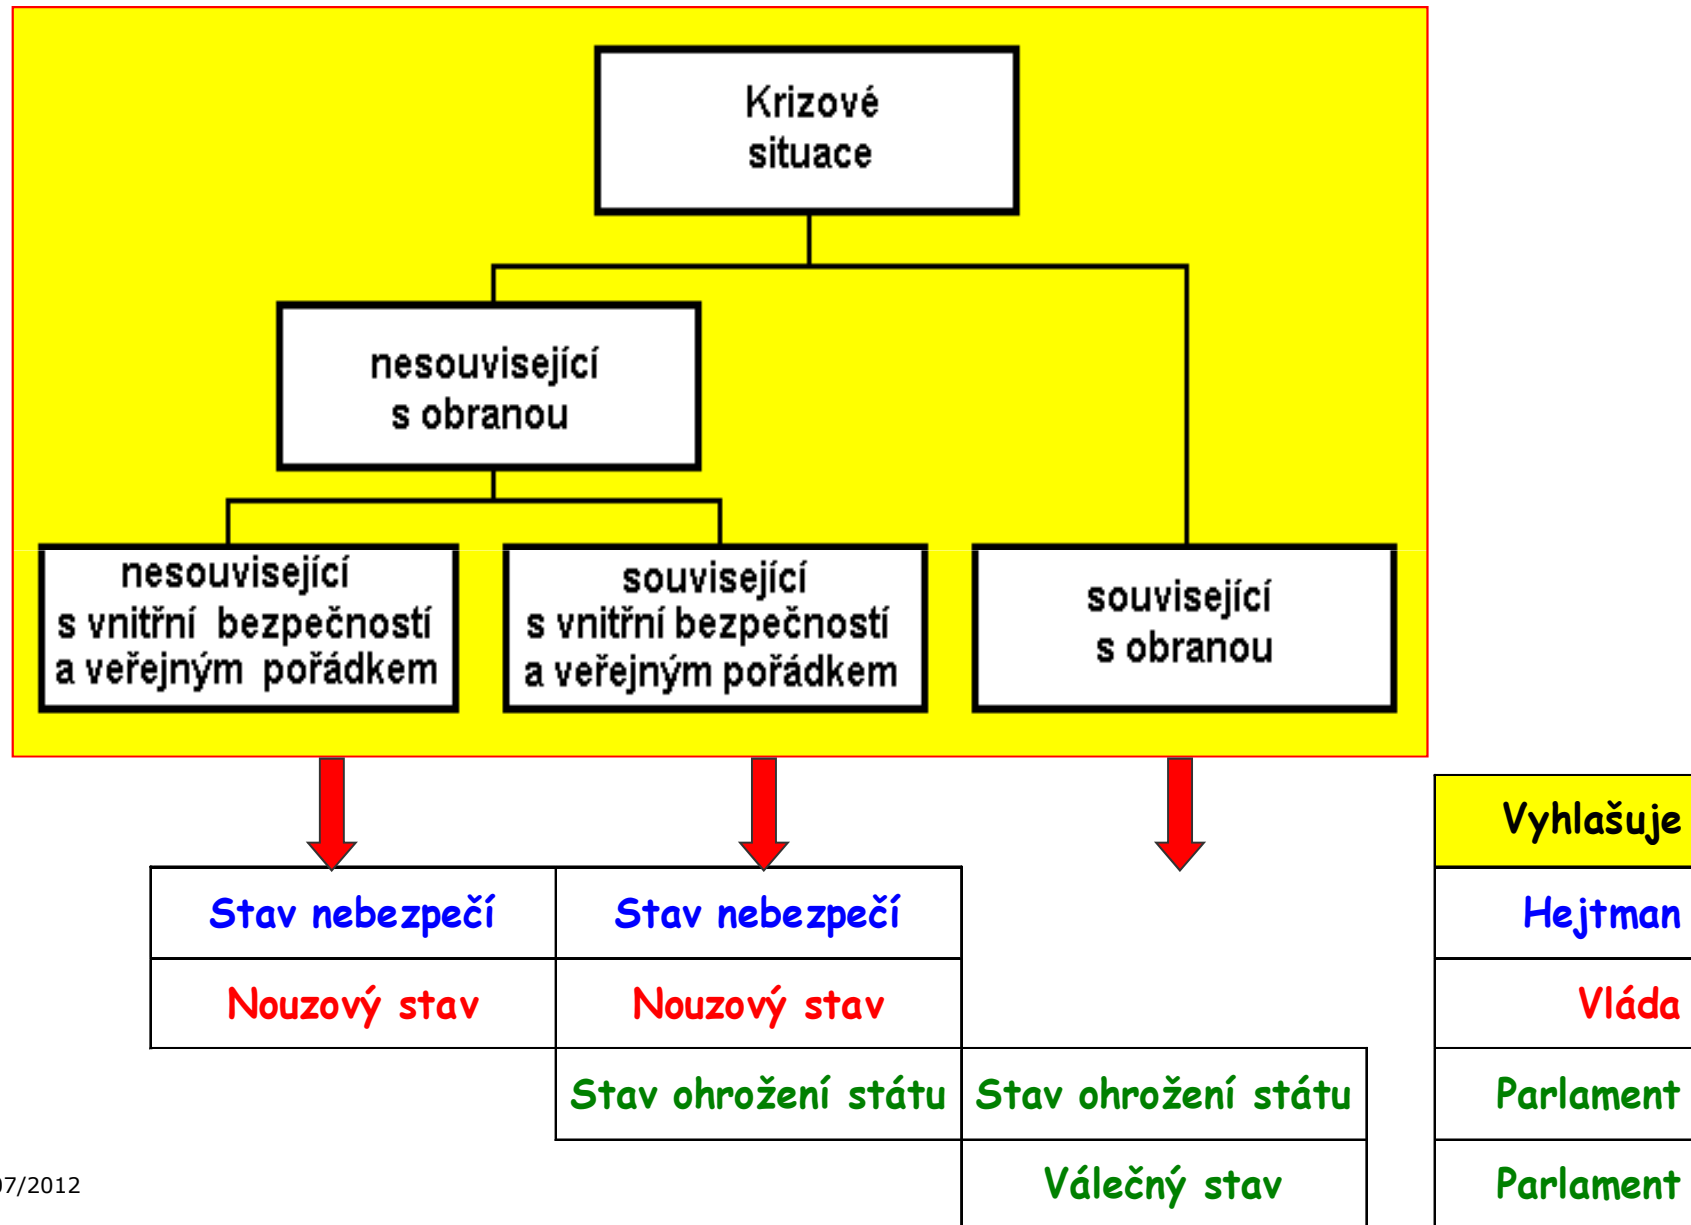 Krizové
situace
nesouvisející
s obranou
nesouvisející
s vnitřní bezpečností
a veřejným pořádkem
související
s vnitřní bezpečností
a veřejným pořádkem
související
s obranou
Vyhlašuje
Stav nebezpečí Stav nebezpečí Hejtman
Nouzový stav Nouzový stav Vláda
Stav ohrožení státu Stav ohrožení státu Parlament
Válečný stav Parlament
07/2012